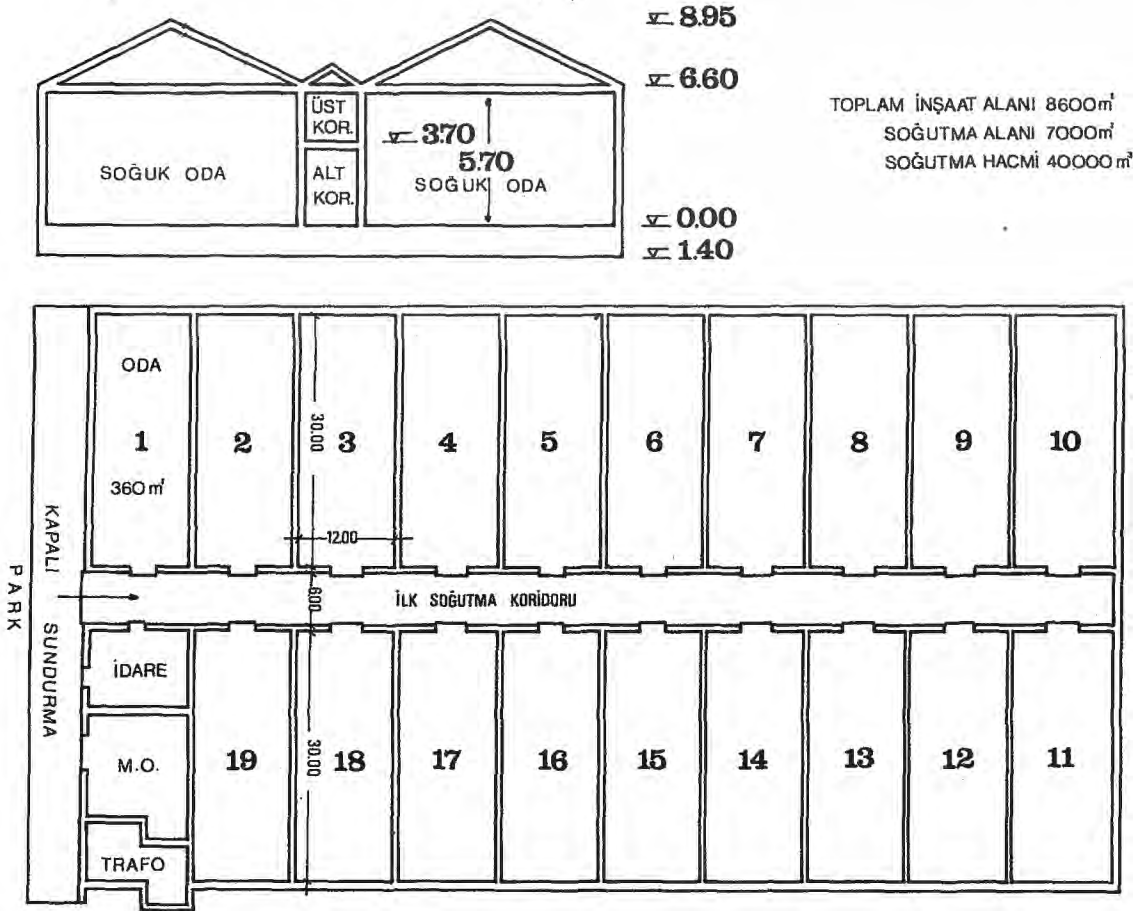 8.95
6.60
ÜST
KOR.
3.70
5.70
SOĞUK ODA
ALT
KOR.
SOĞUK ODA
0.00
1.40
TOPLAM İNŞAAT ALANI 8600m²
SOĞUTMA ALANI 7000m²
SOĞUTMA HACMİ 40000m³
ODA
1
360m²
2
30.00
3
12.00
4
5
6
7
8
9
10
PARK
KAPALI SUNDURMA
6.00
İLK SOĞUTMA KORİDORU
İDARE
M.O.
TRAFO
19
30.00
18
17
16
15
14
13
12
11